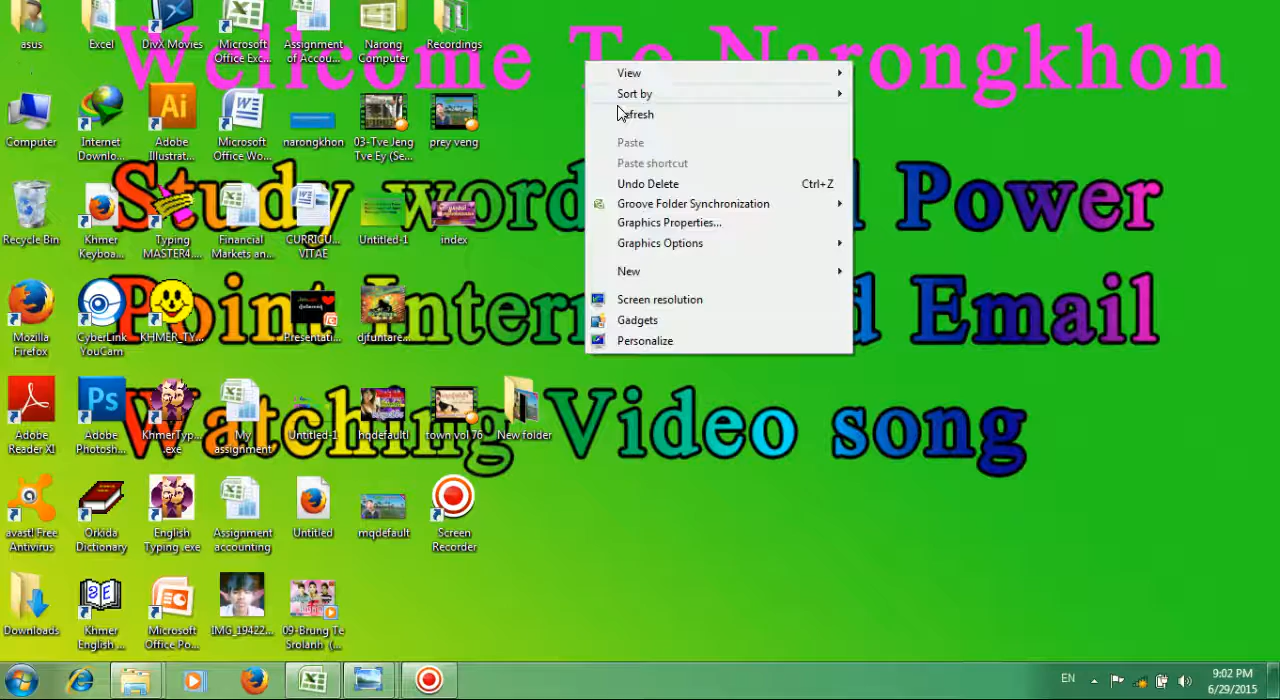 Wellcome To Narongkhon
asus
Excel
DivX Movies
Microsoft Office Exc...
Assignment of Accou...
Narong Computer
Recordings
Computer
Internet Downlo...
Adobe Illustrat...
Microsoft Office Wo...
narongkhon
03-Tve Jeng Tve Ey (Se...
prey veng
Study word
Power
Recycle Bin
Khmer Keyboa...
Typing MASTER4...
Financial Markets an...
CURRICU... VITAE
Untitled-1
index
Point Intern
d Email
Mozilla Firefox
CyberLink YouCam
KHMER_TY...
Presentati...
djfuntare...
Watching Video song
Adobe Reader XI
Adobe Photosh...
KhmerTyp... .exe
My assignment
Untitled-1
hqdefaultl
town vol 76
New folder
avast! Free Antivirus
Orkida Dictionary
English Typing .exe
Assignment accounting
Untitled
mqdefault
Screen Recorder
Downloads
Khmer English ...
Microsoft Office Po...
IMG_19422...
09-Brung Te Srolanh (...
View
Sort by
efresh
Paste
Paste shortcut
Undo Delete Ctrl+Z
Groove Folder Synchronization
Graphics Properties...
Graphics Options
New
Screen resolution
Gadgets
Personalize
EN
9:02 PM
6/29/2015